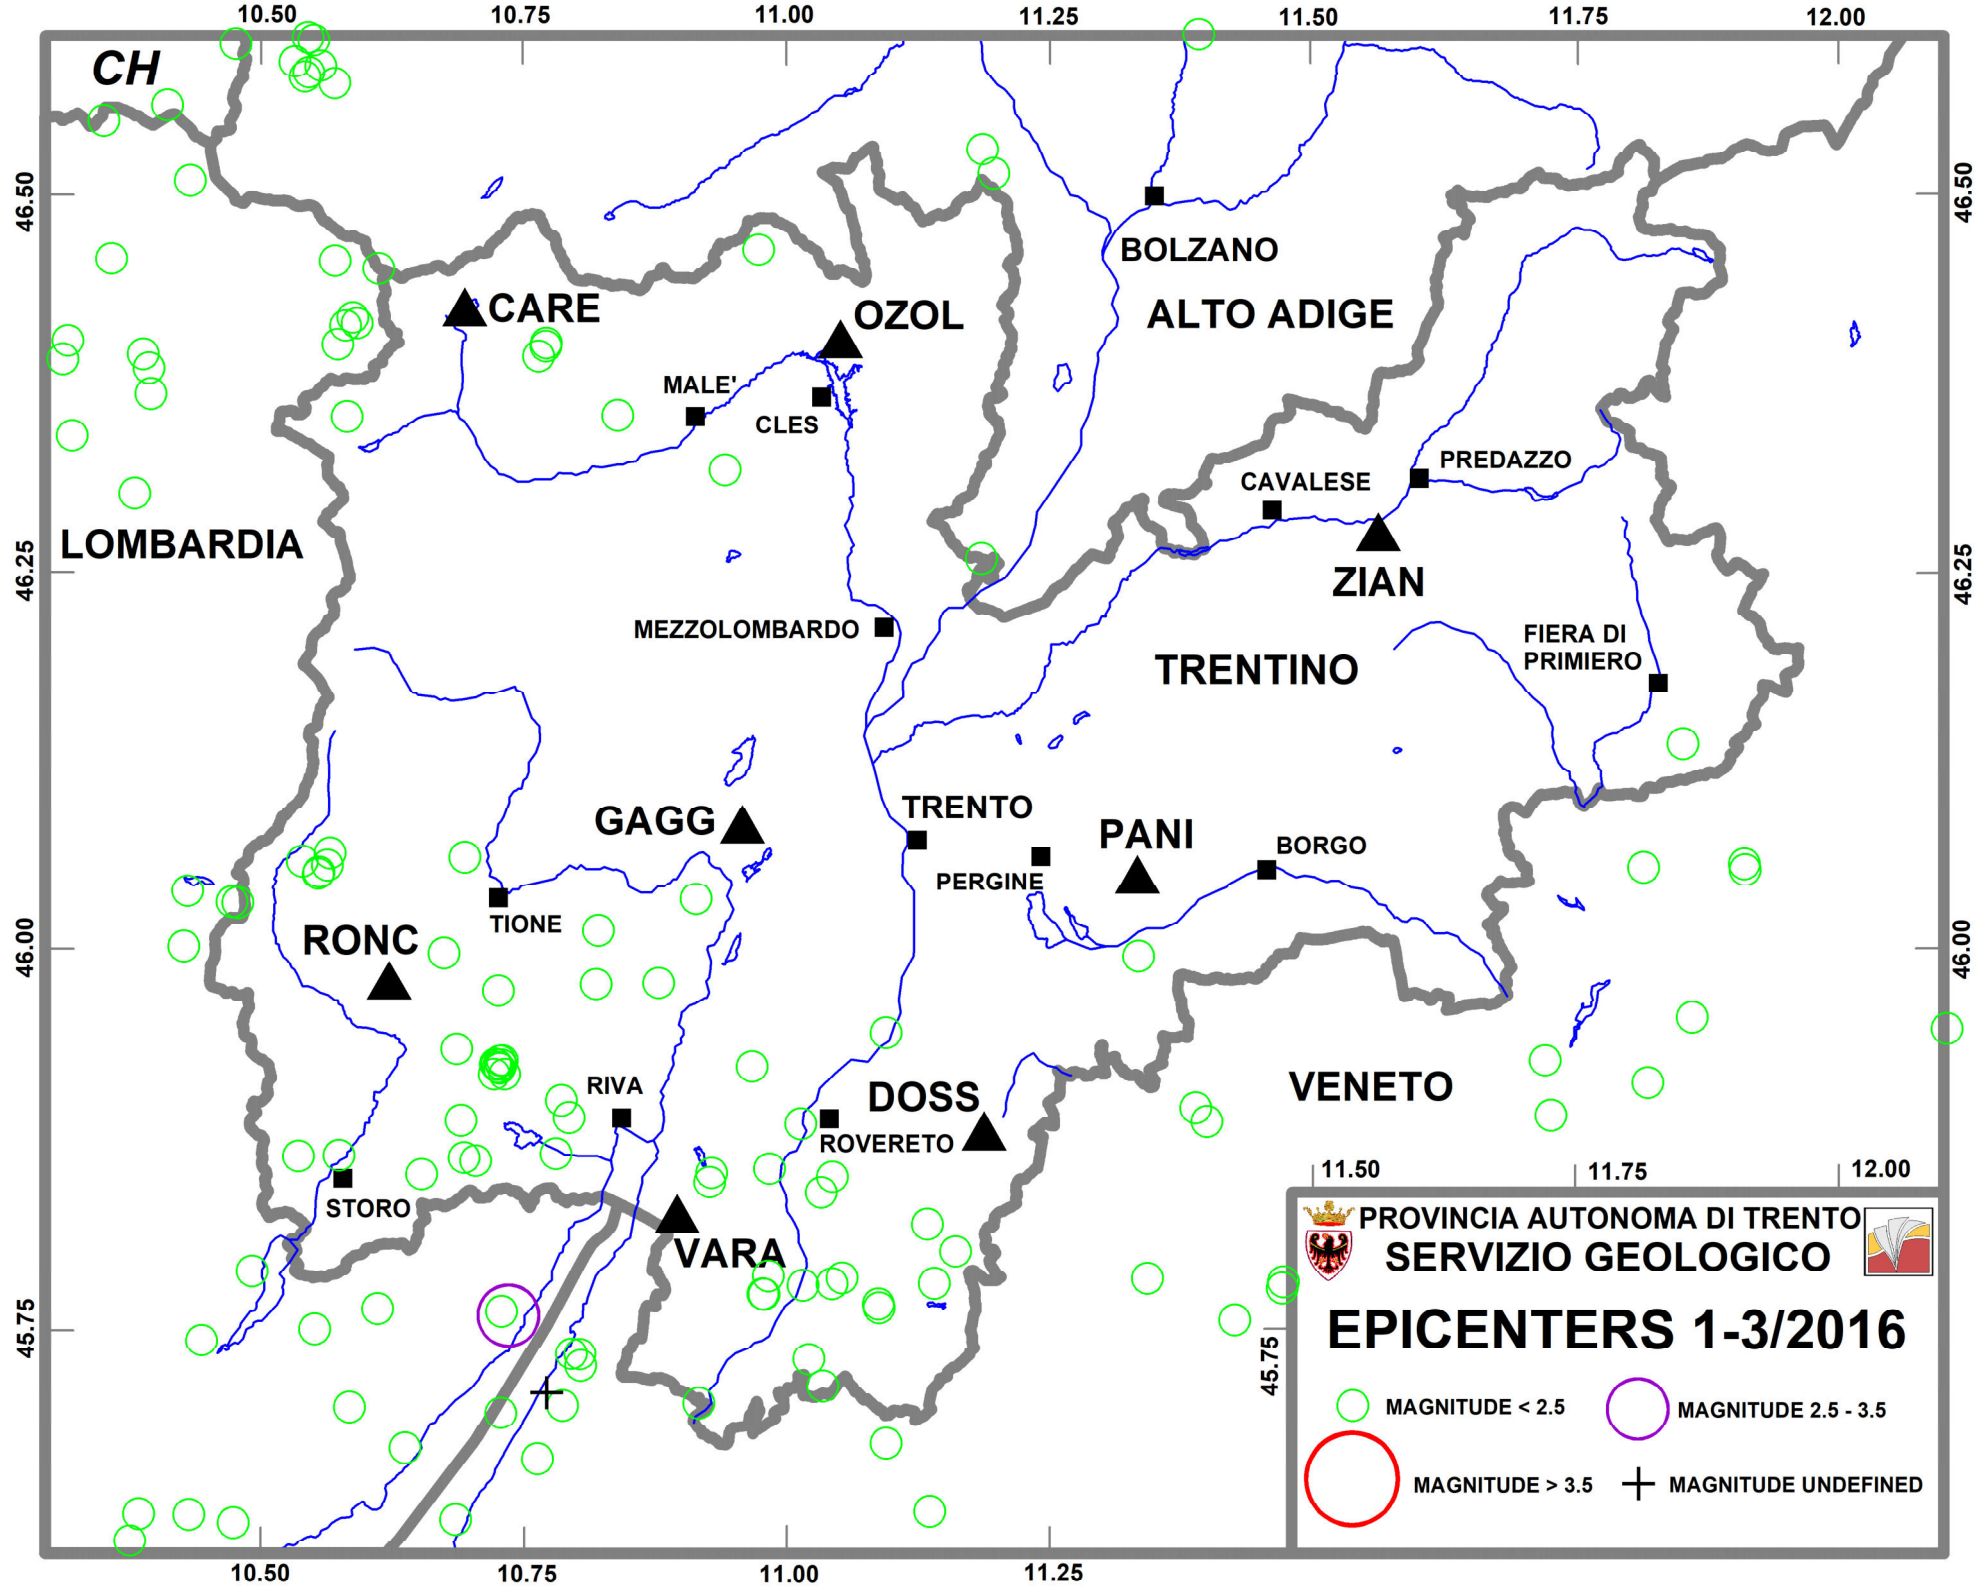 10.50 10.75 11.00 11.25 11.50 11.75 12.00
CH
46.50
46.50
BOLZANO
CARE
OZOL
ALTO ADIGE
MALE'
CLES
PREDAZZO
CAVALESE
LOMBARDIA
46.25
46.25
ZIAN
MEZZOLOMBARDO
FIERA DI
PRIMIERO
TRENTINO
GAGG
TRENTO
PANI
BORGO
PERGINE
TIONE
RONC
46.00
46.00
RIVA
DOSS
VENETO
ROVERETO
STORO
VARA
11.50 11.75 12.00
PROVINCIA AUTONOMA DI TRENTO
SERVIZIO GEOLOGICO
45.75
45.75
EPICENTERS 1-3/2016
MAGNITUDE < 2.5
MAGNITUDE 2.5 - 3.5
MAGNITUDE > 3.5
MAGNITUDE UNDEFINED
10.50 10.75 11.00 11.25